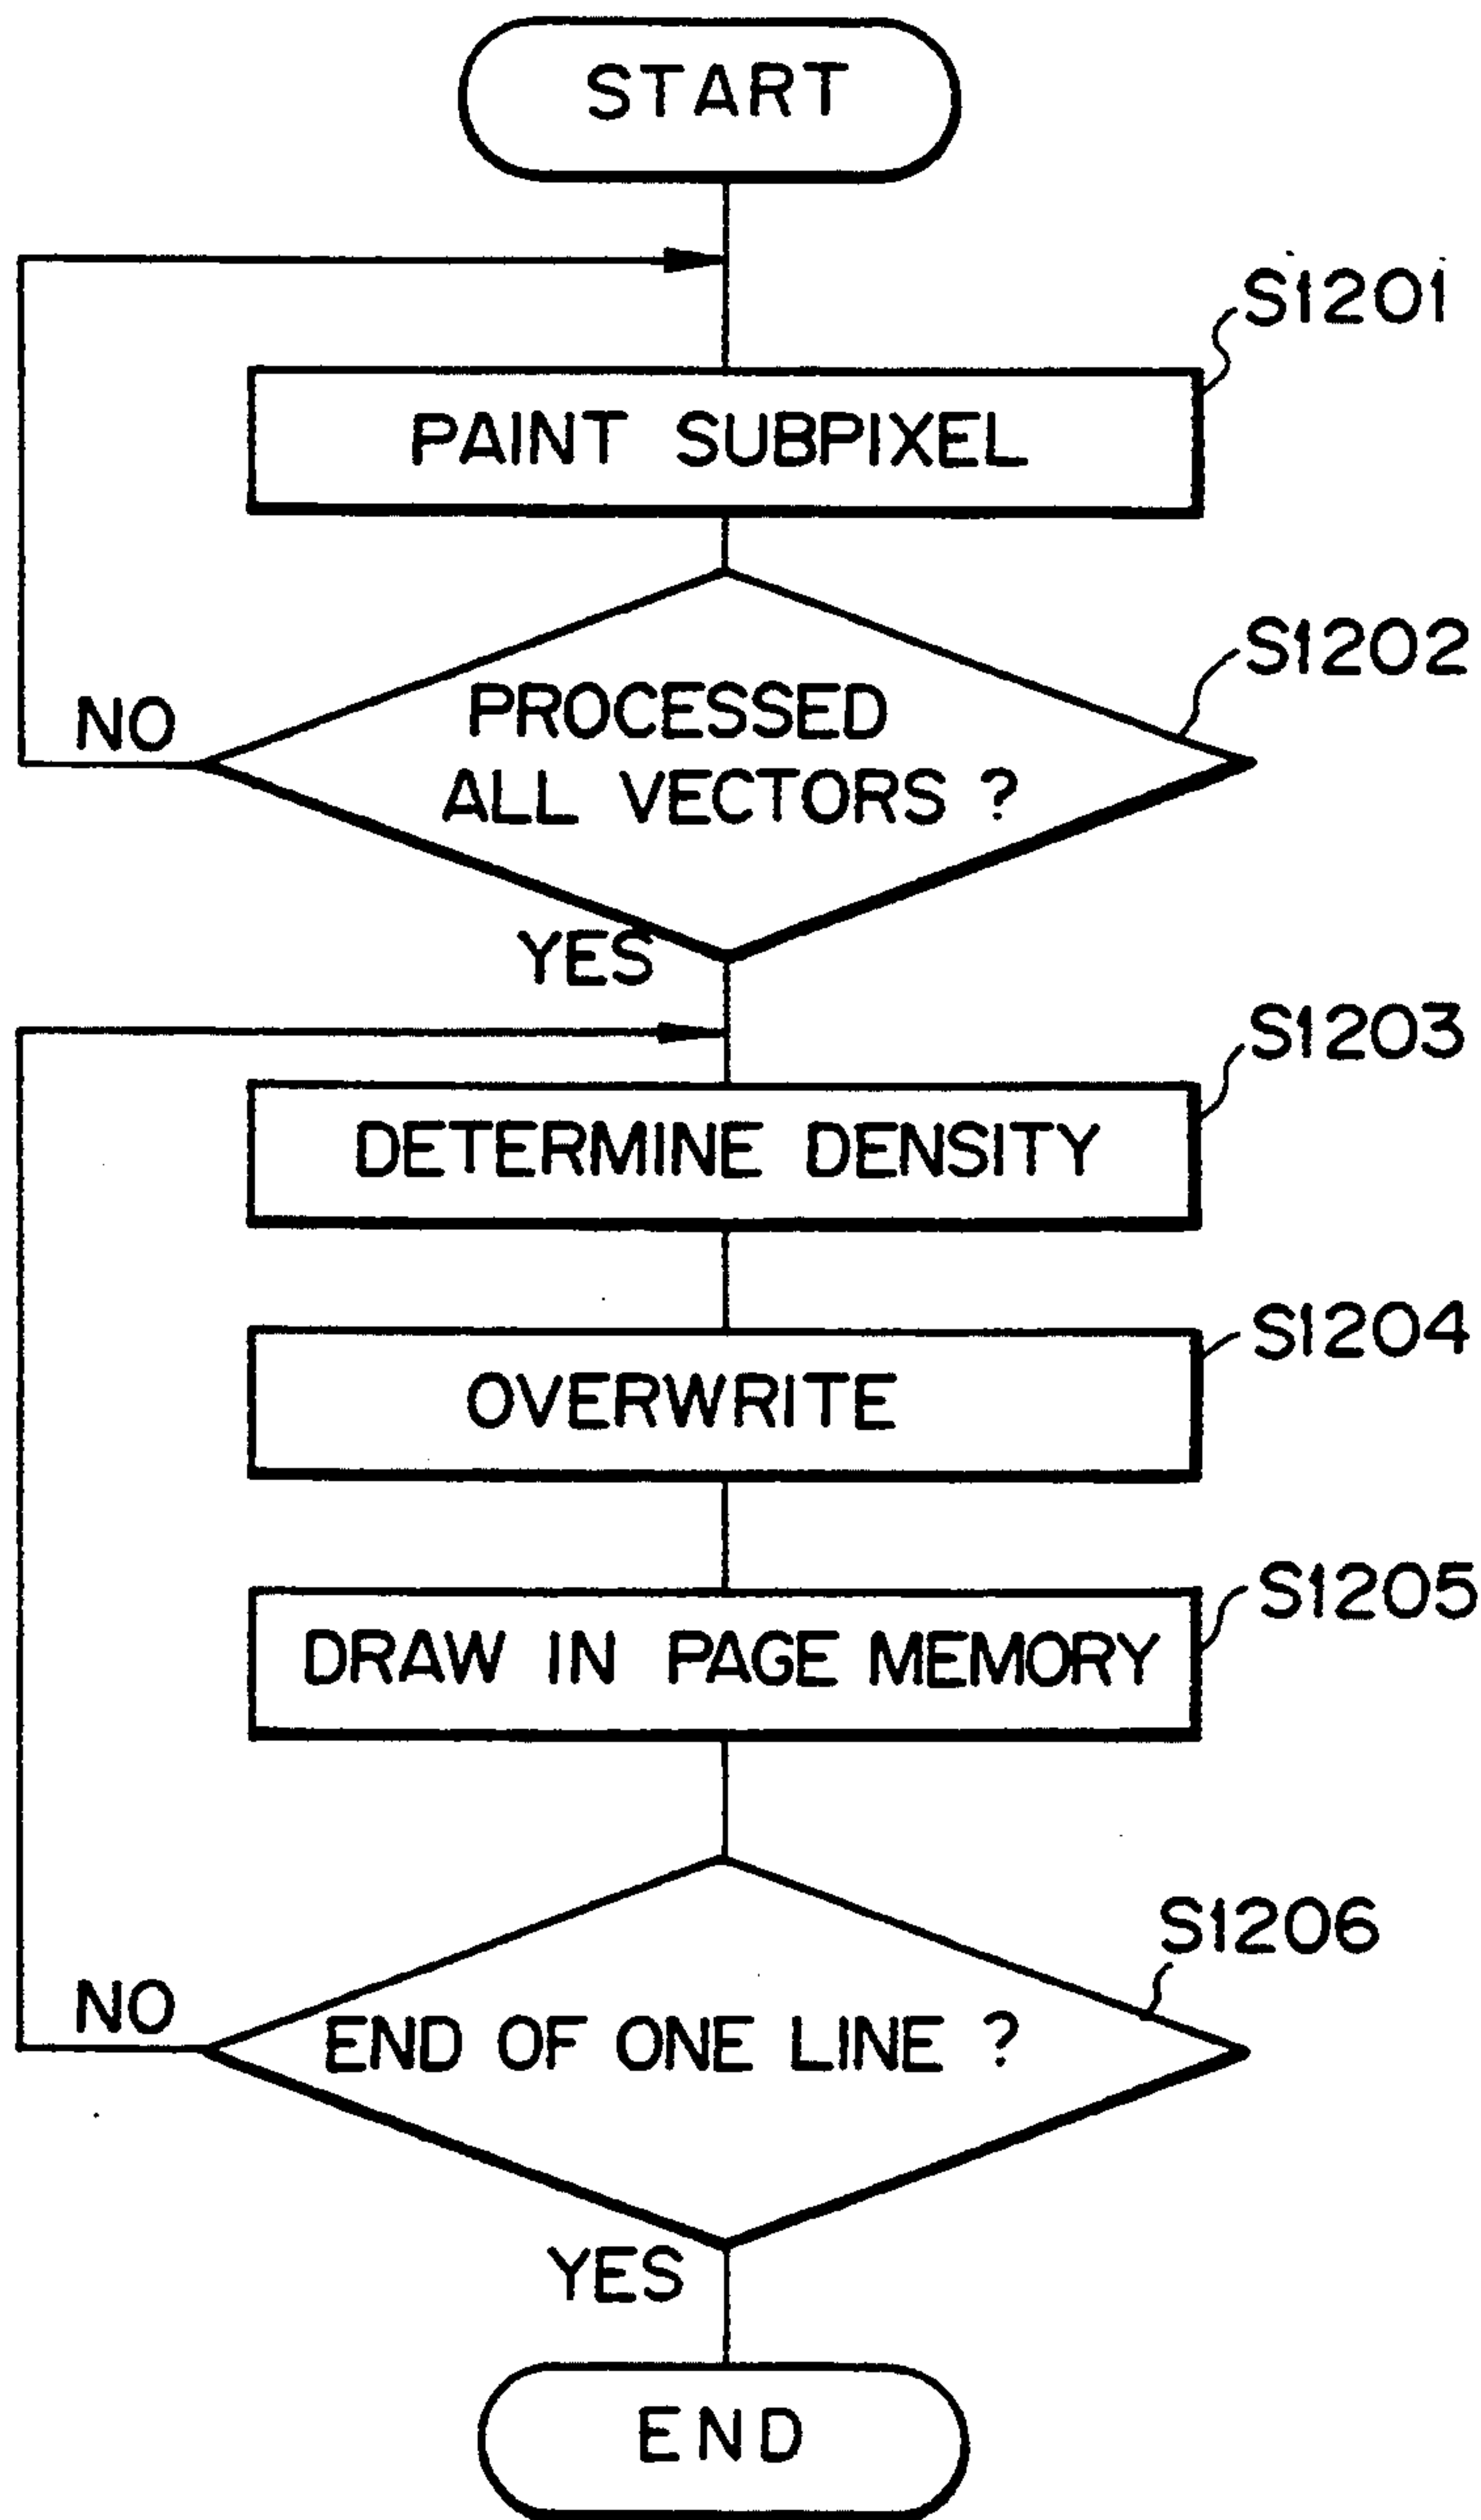 START
S1201
PAINT SUBPIXEL
S1202
PROCESSED
ALL VECTORS ?
NO
YES
S1203
DETERMINE DENSITY
S1204
OVERWRITE
S1205
DRAW IN PAGE MEMORY
S1206
NO
END OF ONE LINE ?
YES
END